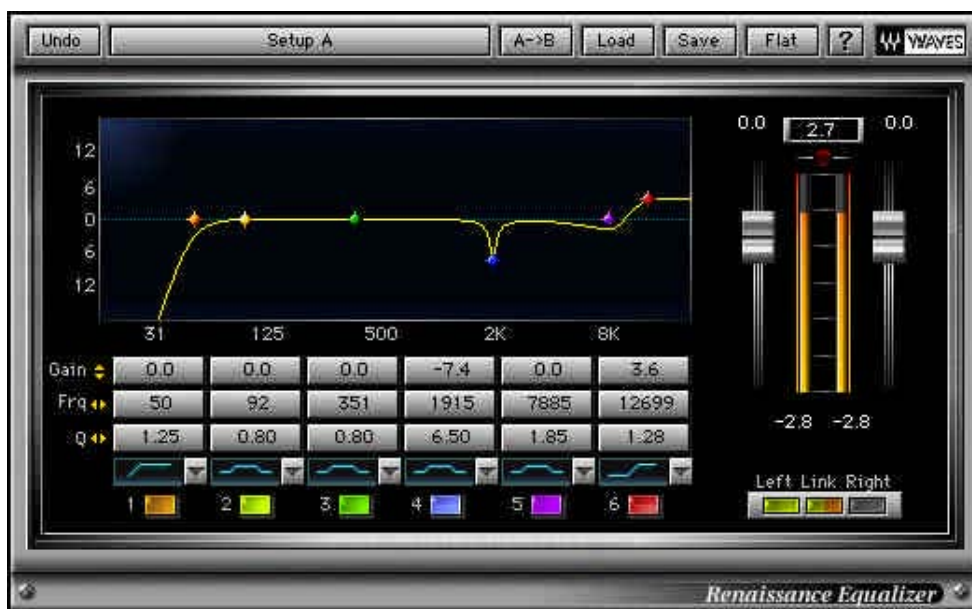 Undo Setup A A->B Load Save Flat ? WAVES
0.0 2.7 0.0
12
6
0
6
12
31 125 500 2K 8K
Gain 0.0 0.0 0.0 -7.4 0.0 3.6
Frq 50 92 351 1915 7885 12699
Q 1.25 0.80 0.80 6.50 1.85 1.28
-2.8 -2.8
1 2 3 4 5 6
Left Link Right
Renaissance Equalizer